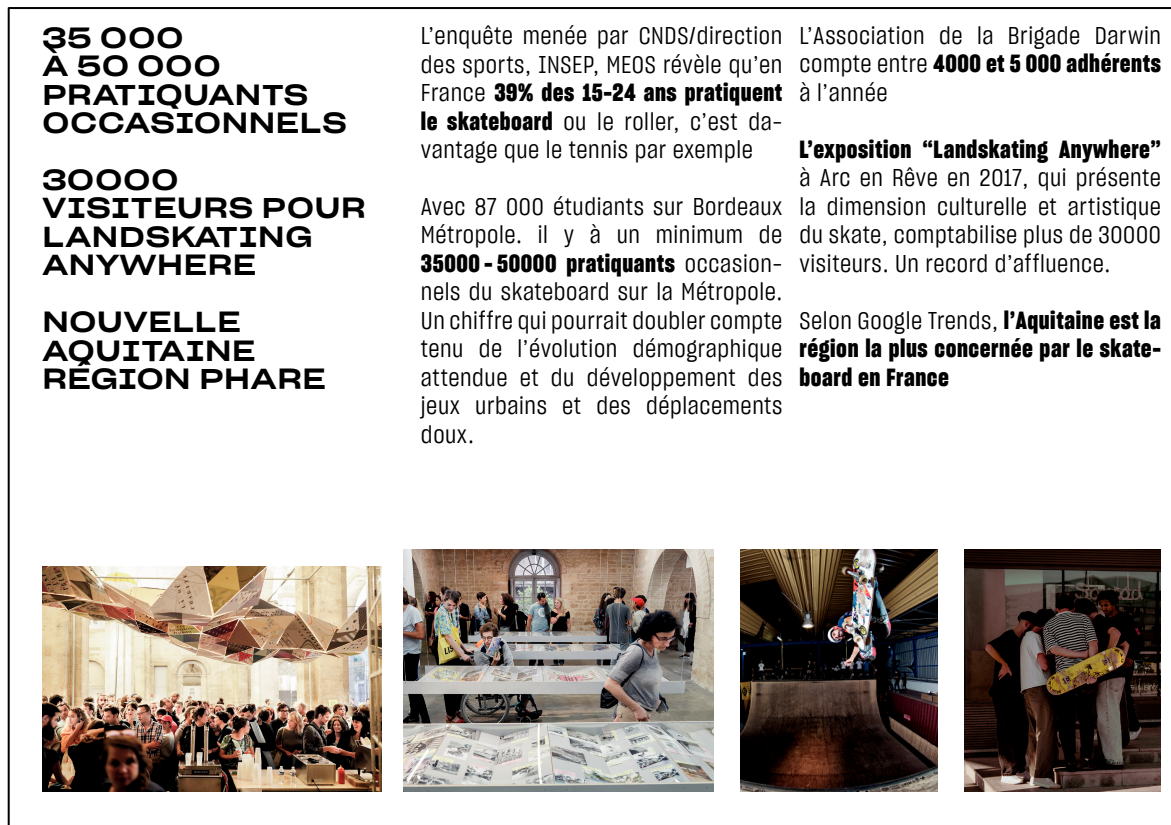 35 000
À 50 000
PRATIQUANTS
OCCASIONNELS
30000
VISITEURS POUR
LANDSKATING
ANYWHERE
NOUVELLE
AQUITAINE
RÉGION PHARE
L'enquête menée par CNDS/direction
des sports, INSEP, MEOS révèle qu'en
France 39% des 15-24 ans pratiquent
le skateboard ou le roller, c'est da-
vantage que le tennis par exemple
Avec 87 000 étudiants sur Bordeaux
Métropole. il y à un minimum de
35000 - 50000 pratiquants occasion-
nels du skateboard sur la Métropole.
Un chiffre qui pourrait doubler compte
tenu de l'évolution démographique
attendue et du développement des
jeux urbains et des déplacements
doux.
L'Association de la Brigade Darwin
compte entre 4000 et 5 000 adhérents
à l'année
L'exposition “Landskating Anywhere”
à Arc en Rêve en 2017, qui présente
la dimension culturelle et artistique
du skate, comptabilise plus de 30000
visiteurs. Un record d'affluence.
Selon Google Trends, l'Aquitaine est la
région la plus concernée par le skate-
board en France